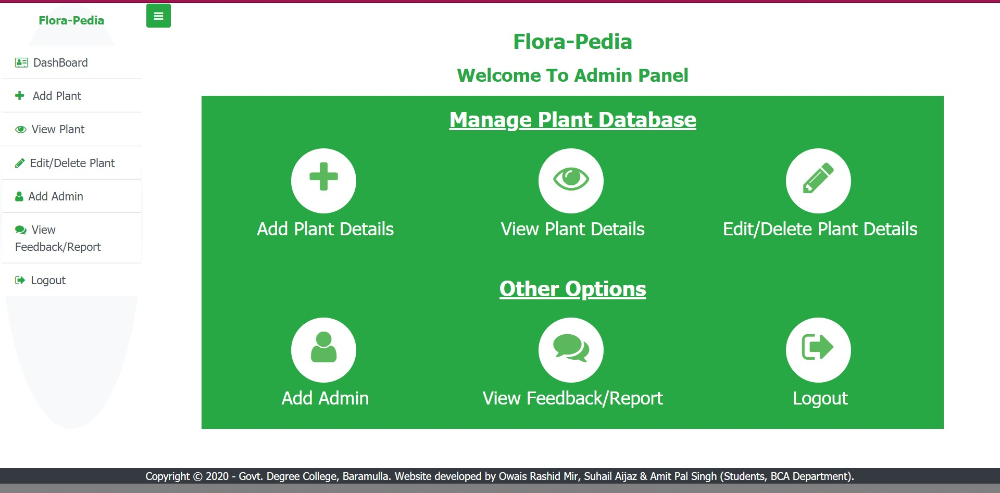 Flora-Pedia
DashBoard
Add Plant
View Plant
Edit/Delete Plant
Add Admin
View
Feedback/Report
Logout
Flora-Pedia
Welcome To Admin Panel
Manage Plant Database
Add Plant Details
View Plant Details
Edit/Delete Plant Details
Other Options
Add Admin
View Feedback/Report
Logout
Copyright © 2020 - Govt. Degree College, Baramulla. Website developed by Owais Rashid Mir, Suhail Aijaz & Amit Pal Singh (Students, BCA Department).